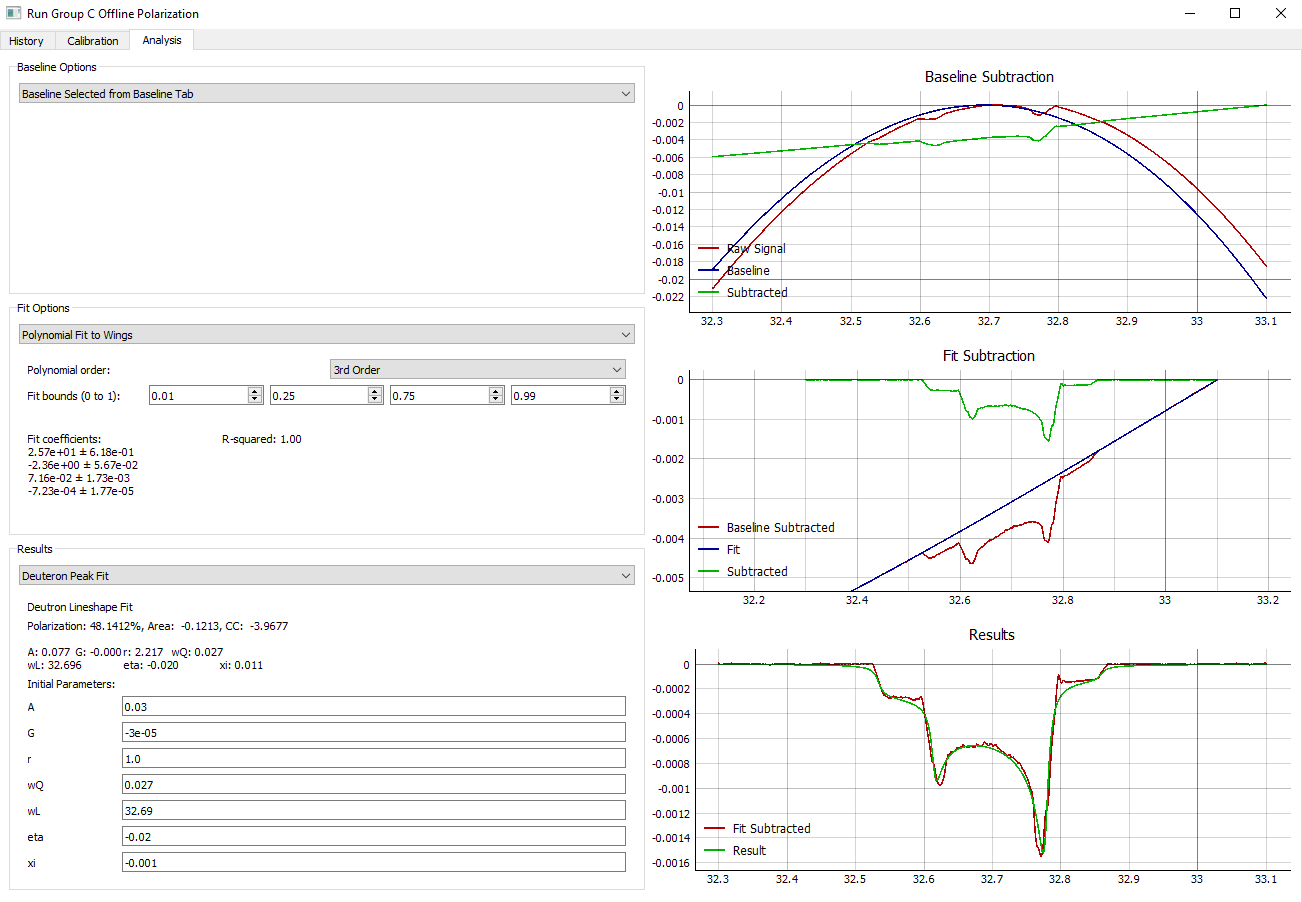 Run Group C Offline Polarization
History
Calibration
Analysis
Baseline Options
Baseline Selected from Baseline Tab
Fit Options
Polynomial Fit to Wings
Polynomial order:
3rd Order
Fit bounds (0 to 1):
0.01
0.25
0.75
0.99
Fit coefficients:
R-squared: 1.00
2.57e+01 ± 6.18e-01
-2.36e+00 ± 5.67e-02
7.16e-02 ± 1.73e-03
-7.23e-04 ± 1.77e-05
Results
Deuteron Peak Fit
Deutron Lineshape Fit
Polarization: 48.1412%, Area: -0.1213, CC: -3.9677
A: 0.077 G: -0.000 r: 2.217 wQ: 0.027
wL: 32.696 eta: -0.020 xi: 0.011
Initial Parameters:
A
0.03
G
-3e-05
r
1.0
wQ
0.027
wL
32.69
eta
-0.02
xi
-0.001
Baseline Subtraction
0
-0.002
-0.004
-0.006
-0.008
-0.01
-0.012
-0.014
-0.016
-0.018
-0.02
-0.022
Raw Signal
Baseline
Subtracted
32.3 32.4 32.5 32.6 32.7 32.8 32.9 33 33.1
Fit Subtraction
0
-0.001
-0.002
-0.003
-0.004
-0.005
Baseline Subtracted
Fit
Subtracted
32.2 32.4 32.6 32.8 33 33.2
Results
0
-0.0002
-0.0004
-0.0006
-0.0008
-0.001
-0.0012
-0.0014
-0.0016
Fit Subtracted
Result
32.3 32.4 32.5 32.6 32.7 32.8 32.9 33 33.1